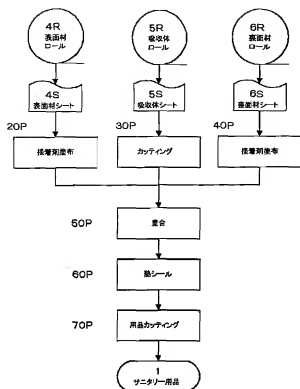 4R
裏面材
ロール
5R
吸収体
ロール
6R
裏面材
ロール
4S
裏面材シート
5S
吸収体シート
6S
裏面材シート
20P
接着剤塗布
30P
カッティング
40P
接着剤塗布
50P
重合
60P
熱シール
70P
用品カッティング
1
サニタリー用品